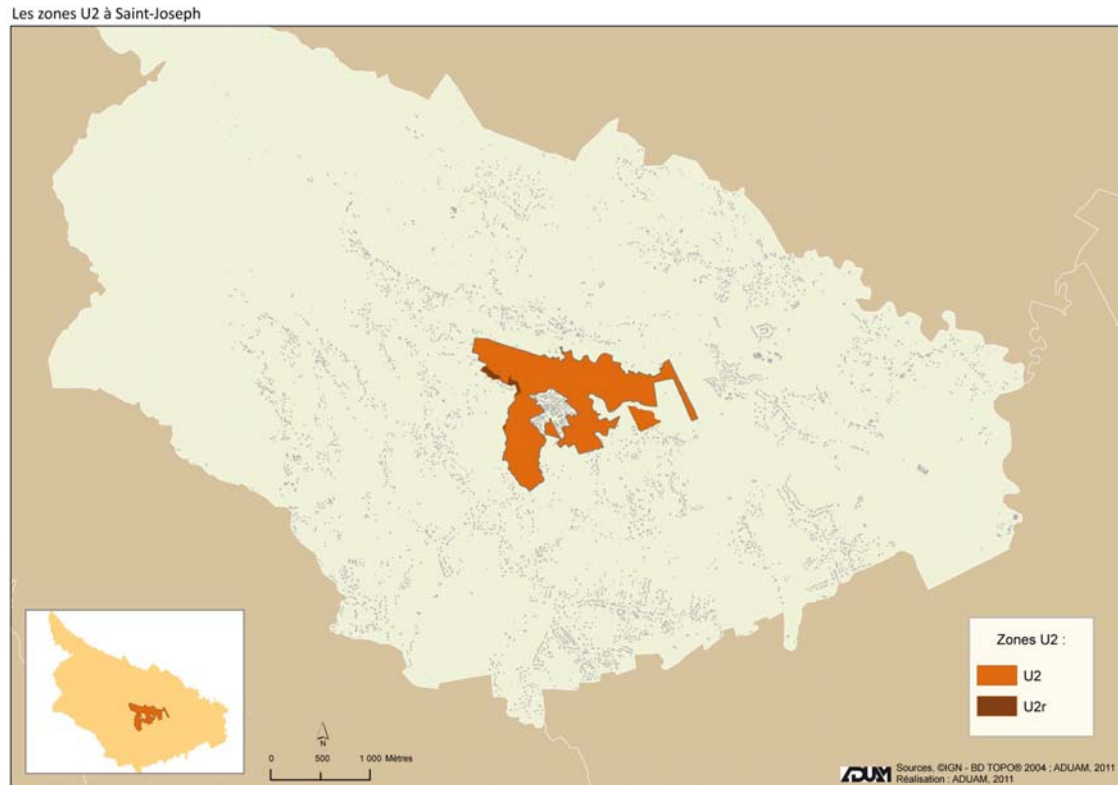 Les zones U2 à Saint-Joseph
Zones U2 :
U2
U2r
N
0 500 1 000 Mètres
ADUAM
Sources, ©IGN - BD TOPO® 2004 ; ADUAM, 2011
Réalisation : ADUAM, 2011